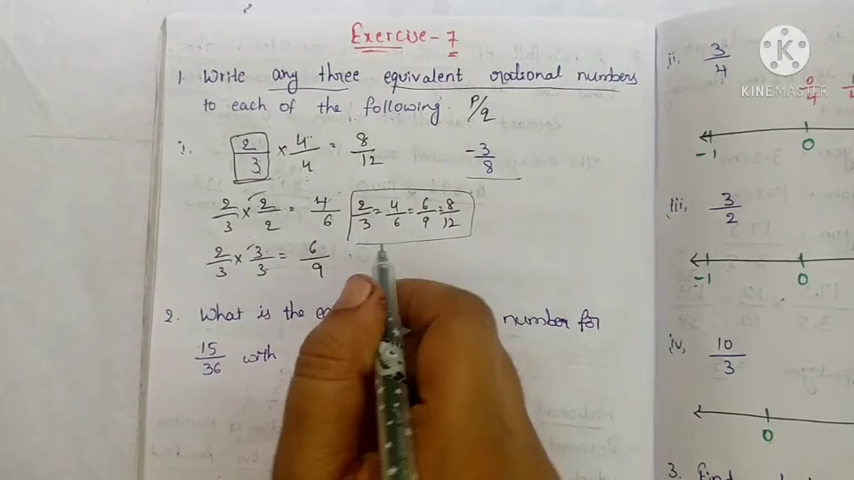 Exercise - 7
1. Write any three equivalent rational numbers
to each of the following. P/q
i. 2/3 × 4/4 = 8/12
-3/8
2/3 × 2/2 = 4/6
2/3 = 4/6 = 6/9 = 8/12
2/3 × 3/3 = 6/9
2. What is the number for
15/36 with
ii. 3/4
0/4
-1 0
iii, 3/2
-1 0
iv, 10/3
0
3. Find
K
KINEMASTER